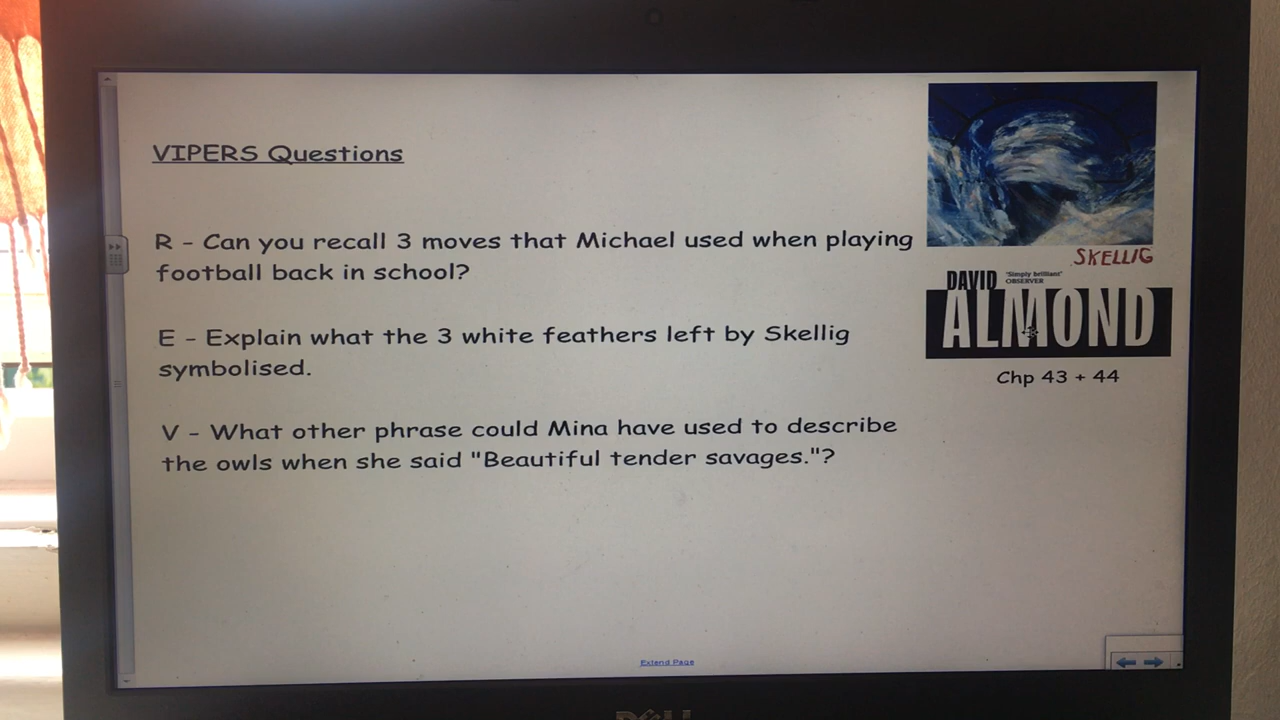 VIPERS Questions
R - Can you recall 3 moves that Michael used when playing
football back in school?
E - Explain what the 3 white feathers left by Skellig
symbolised.
V - What other phrase could Mina have used to describe
the owls when she said "Beautiful tender savages."?
SKELLIG
DAVID
"Simply brilliant"
OBSERVER
ALMOND
Chp 43 + 44
Extend Page
DELL